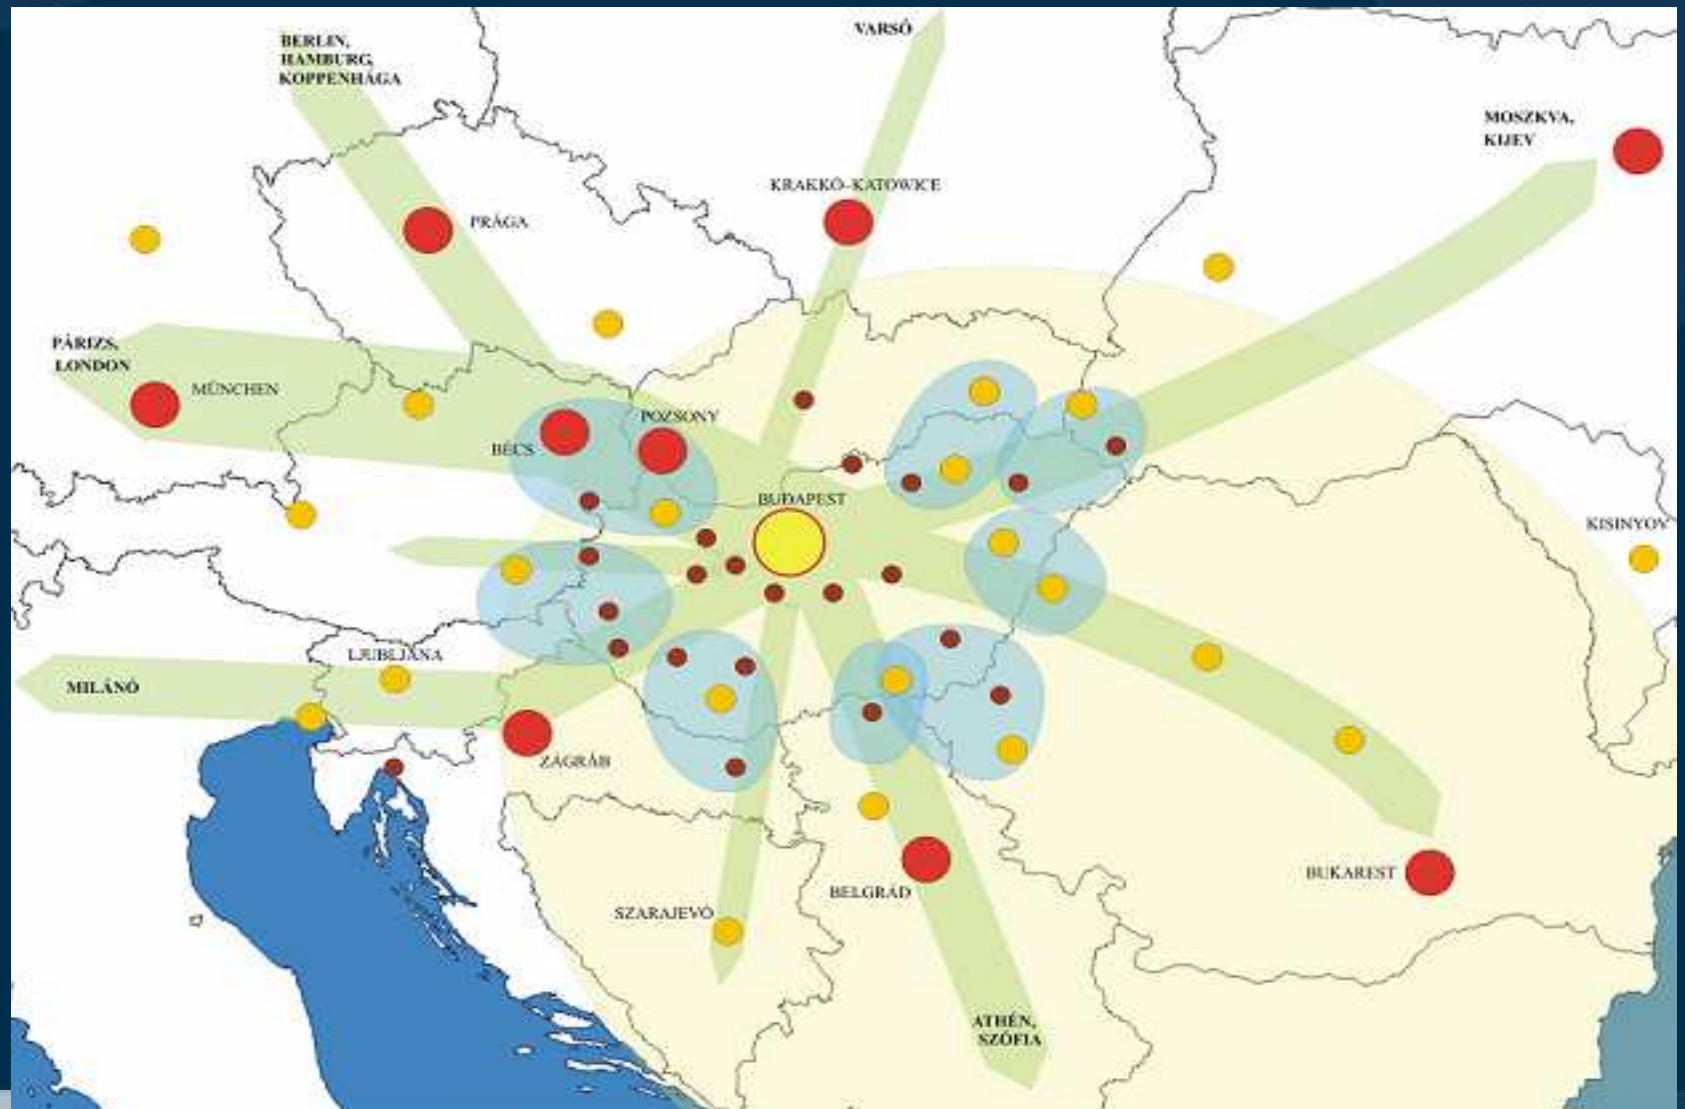 BERLIN,
HAMBURG,
KOPPENHÁGA
VARSÓ
MOSZKVA,
KIJEV
KRAKKÓ-KATOWICE
PRÁGA
PÁRIZS,
LONDON
MÜNCHEN
POZSONY
BÉCS
BUDAPEST
KISINYOV
LJUBLJANA
MILÁNÓ
ZÁGRÁB
BUKAREST
BELGRÁD
SZARAJEVÓ
ATHÉN,
SZÓFIA